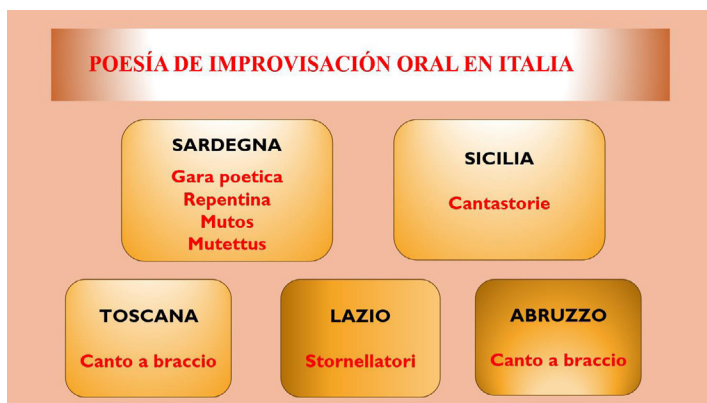 POESÍA DE IMPROVISACIÓN ORAL EN ITALIA
SARDEGNA
Gara poetica
Repentina
Mutos
Mutettus
SICILIA
Cantastorie
TOSCANA
Canto a braccio
LAZIO
Stornellatori
ABRUZZO
Canto a braccio